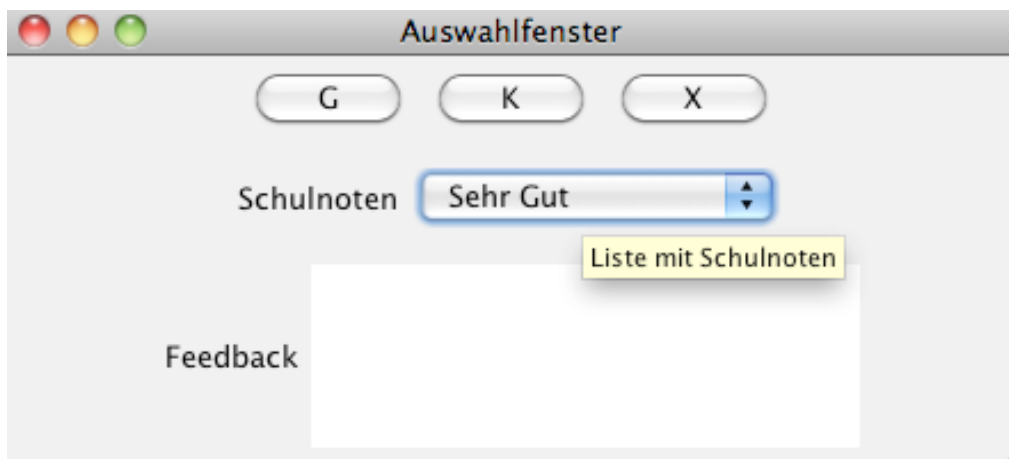 Auswahlfenster
G K X
Schulnoten Sehr Gut
Liste mit Schulnoten
Feedback